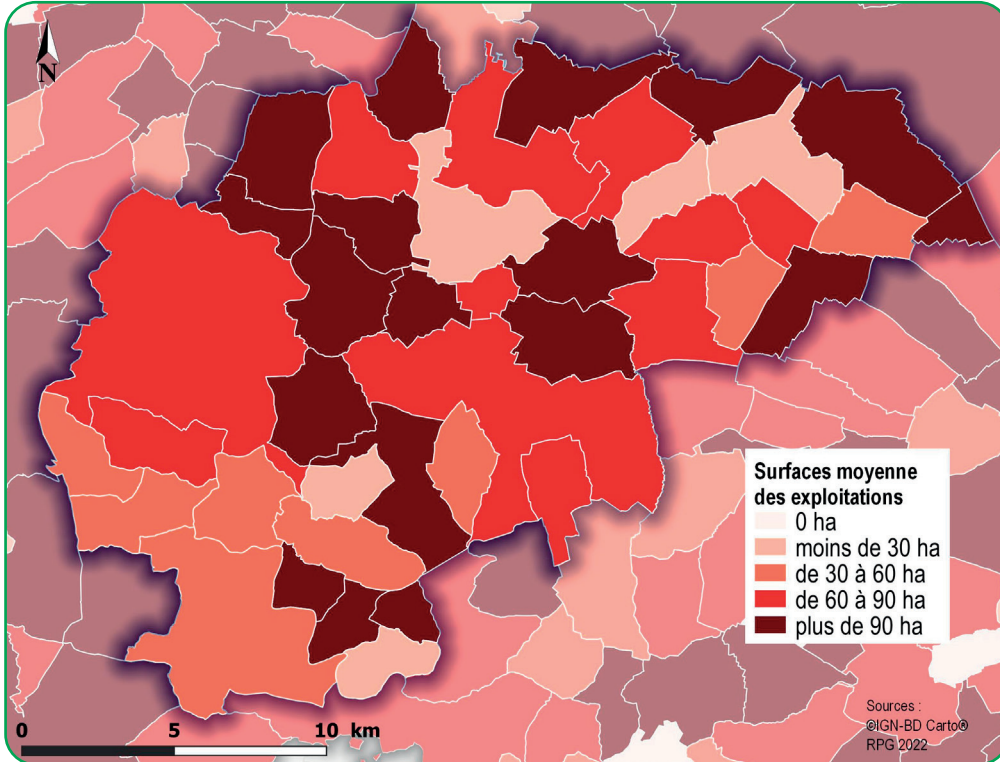 N
Surfaces moyenne
des exploitations
0 ha
moins de 30 ha
de 30 à 60 ha
de 60 à 90 ha
plus de 90 ha
0 5 10 km
Sources :
©IGN-BD Carto®
RPG 2022